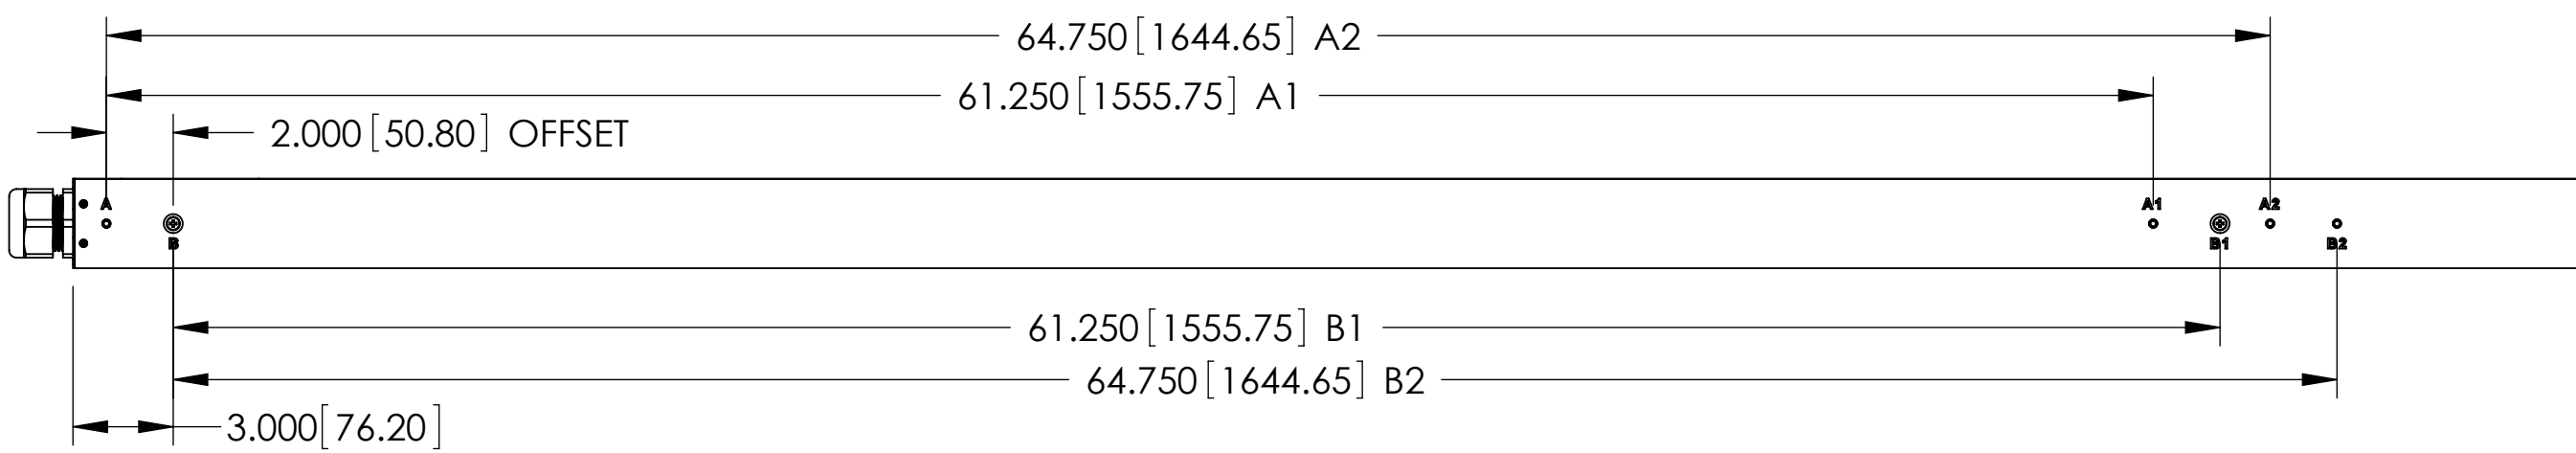 64.750[1644.65] A2
61.250[1555.75] A1
2.000[50.80] OFFSET
A
A1
A2
B
B1
B2
61.250[1555.75] B1
64.750[1644.65] B2
3.000[76.20]